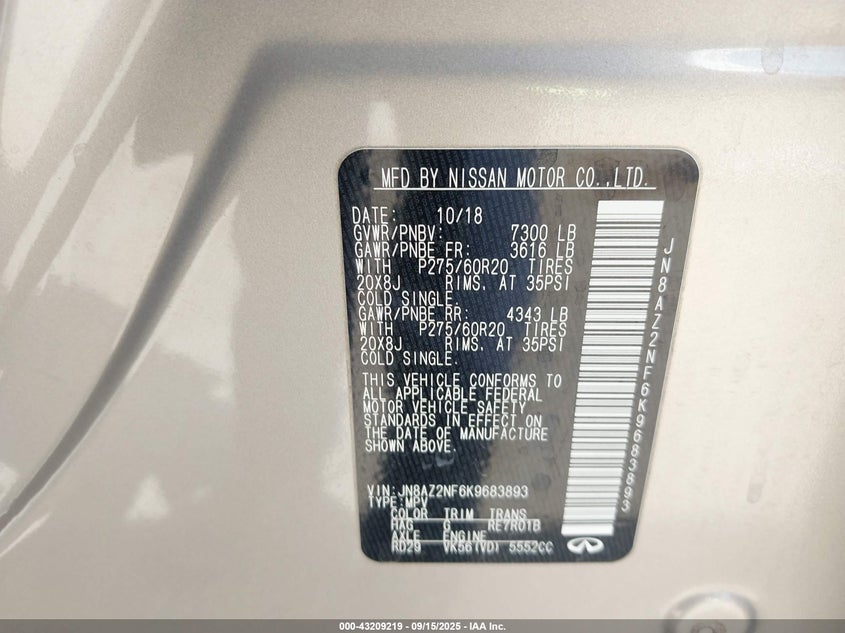 MFD BY NISSAN MOTOR CO.,LTD.
DATE: 10/18
GVWR/PNBV: 7300 LB
GAWR/PNBE FR: 3616 LB
WITH P275/60R20 TIRES
20X8J RIMS. AT 35PSI
COLD SINGLE.
GAWR/PNBE RR: 4343 LB
WITH P275/60R20 TIRES
20X8J RIMS. AT 35PSI
COLD SINGLE.
THIS VEHICLE CONFORMS TO
ALL APPLICABLE FEDERAL
MOTOR VEHICLE SAFETY
STANDARDS IN EFFECT ON
THE DATE OF MANUFACTURE
SHOWN ABOVE.
VIN:JN8AZ2NF6K9683893
TYPE:MPV
COLOR TRIM TRANS
HAG G RE7R01B
AXLE ENGINE
RD29 VK56(VD) 5552CC
JN8AZ2NF6K9683893
000-43209219 - 09/15/2025 - IAA Inc.